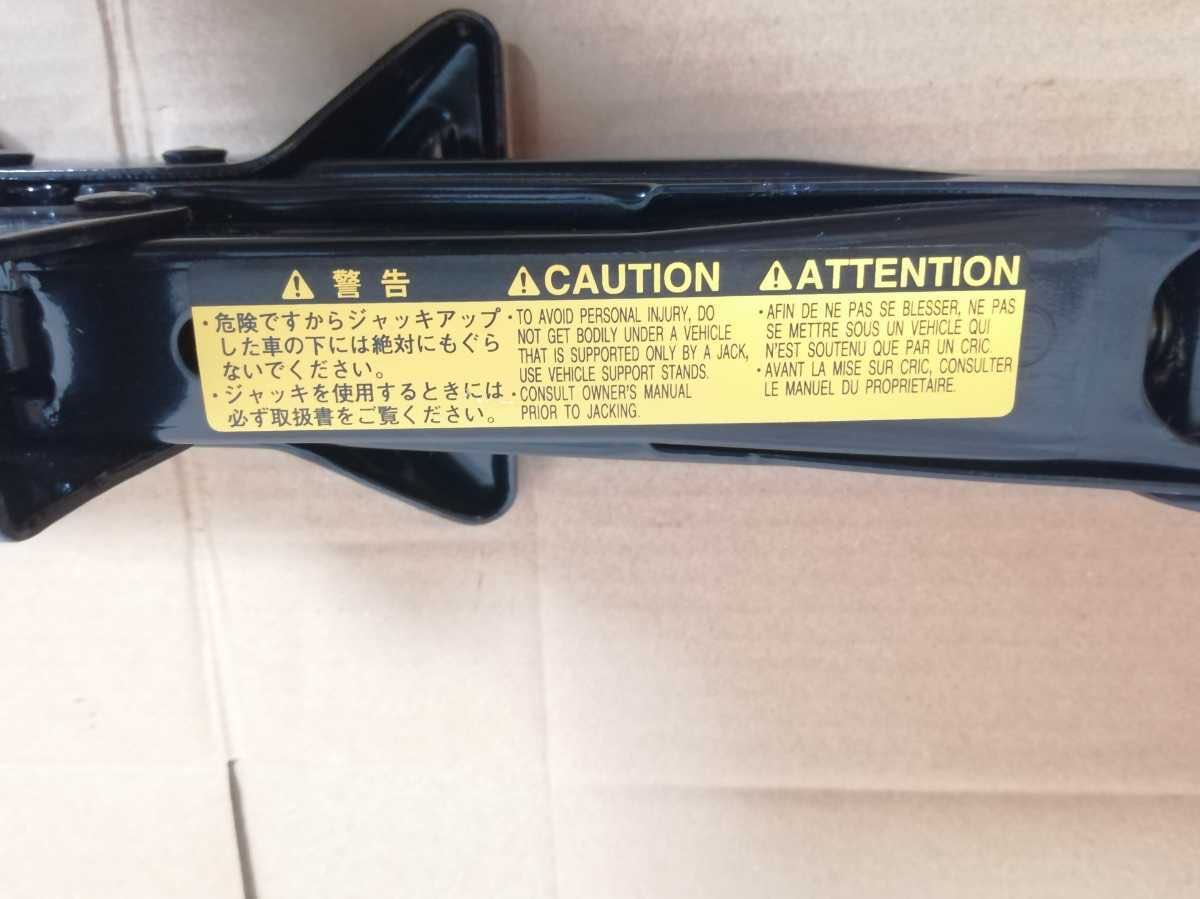 ⚠ 警告
・危険ですからジャッキアップ
した車の下には絶対にもぐら
ないでください。
・ジャッキを使用するときには
必ず取扱書をご覧ください。
⚠CAUTION
・TO AVOID PERSONAL INJURY, DO
NOT GET BODILY UNDER A VEHICLE
THAT IS SUPPORTED ONLY BY A JACK,
USE VEHICLE SUPPORT STANDS.
・CONSULT OWNER'S MANUAL
PRIOR TO JACKING.
⚠ATTENTION
・AFIN DE NE PAS SE BLESSER, NE PAS
SE METTRE SOUS UN VEHICLE QUI
N'EST SOUTENU QUE PAR UN CRIC.
・AVANT LA MISE SUR CRIC, CONSULTER
LE MANUEL DU PROPRIETAIRE.